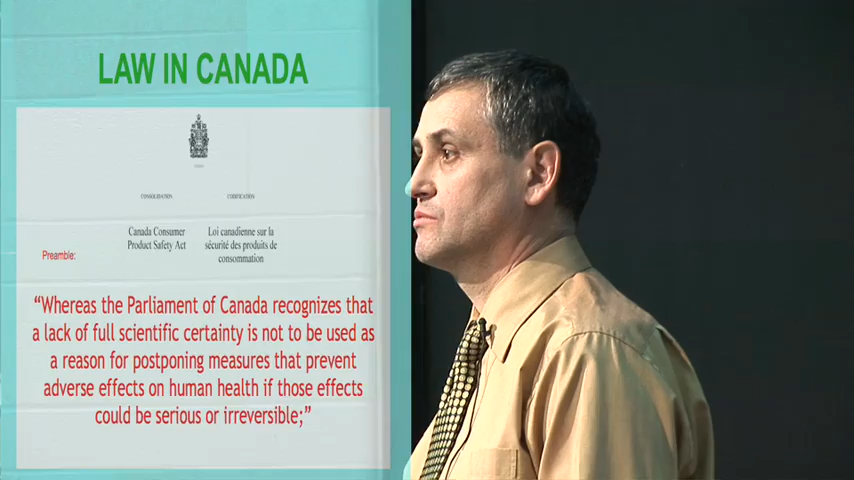 LAW IN CANADA
CONSOLIDATION
CODIFICATION
Canada Consumer
Product Safety Act
Loi canadienne sur la
sécurité des produits de
consommation
Preamble:
“Whereas the Parliament of Canada recognizes that
a lack of full scientific certainty is not to be used as
a reason for postponing measures that prevent
adverse effects on human health if those effects
could be serious or irreversible;”